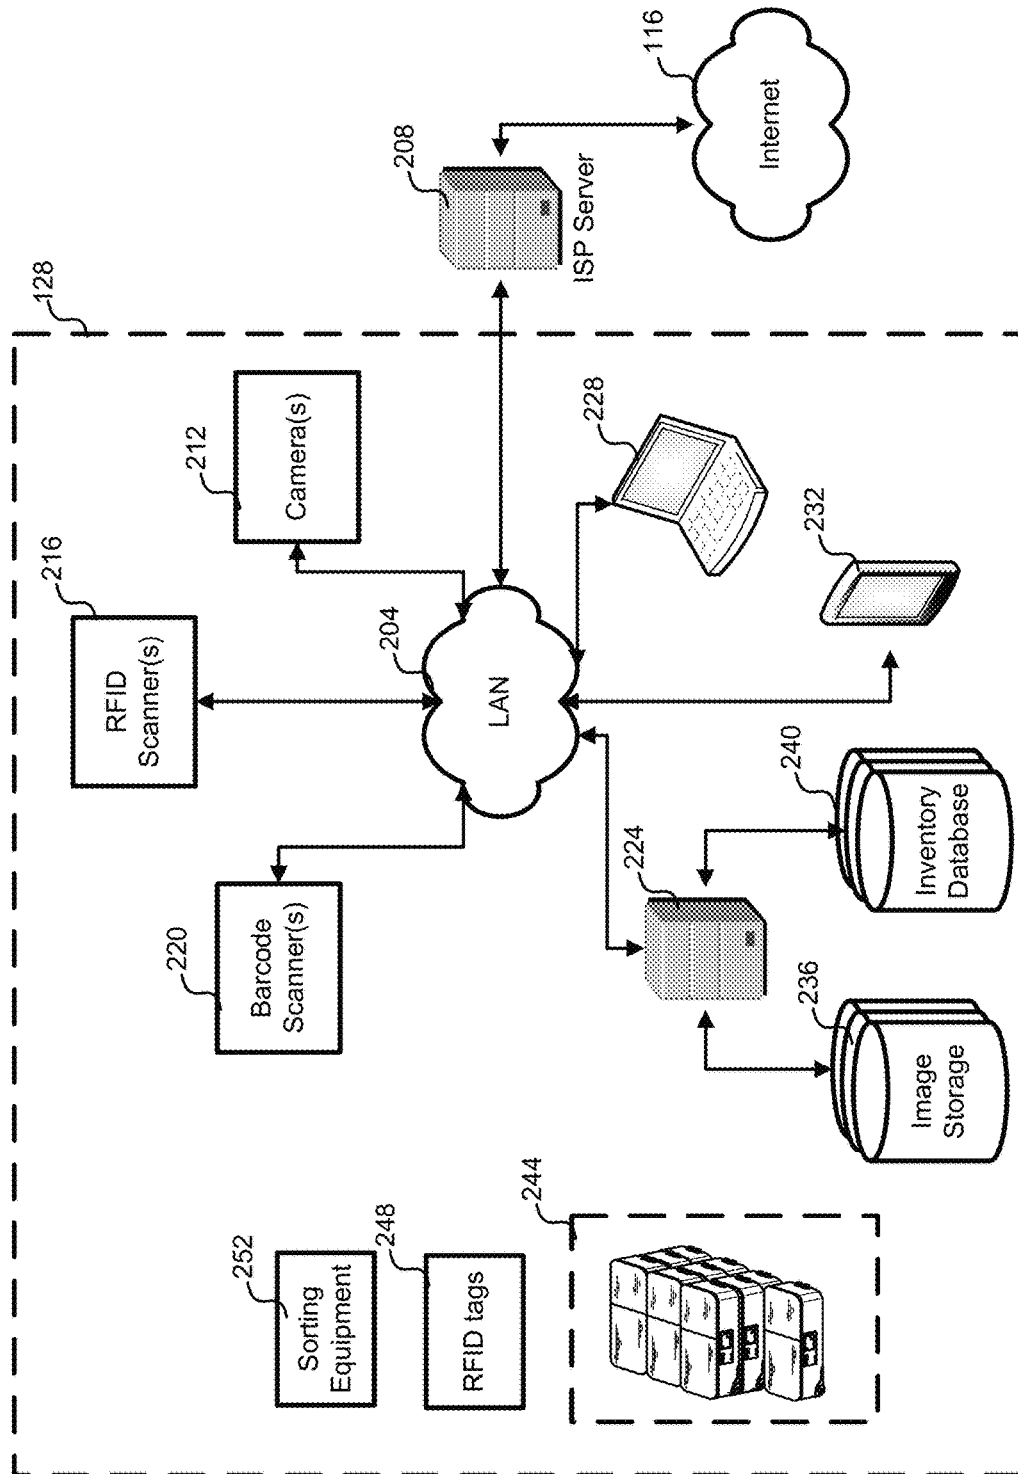 128
252
Sorting
Equipment
248
RFID tags
244
220
Barcode
Scanner(s)
216
RFID
Scanner(s)
212
Camera(s)
204
LAN
208
ISP Server
116
Internet
224
228
232
236
Image
Storage
240
Inventory
Database